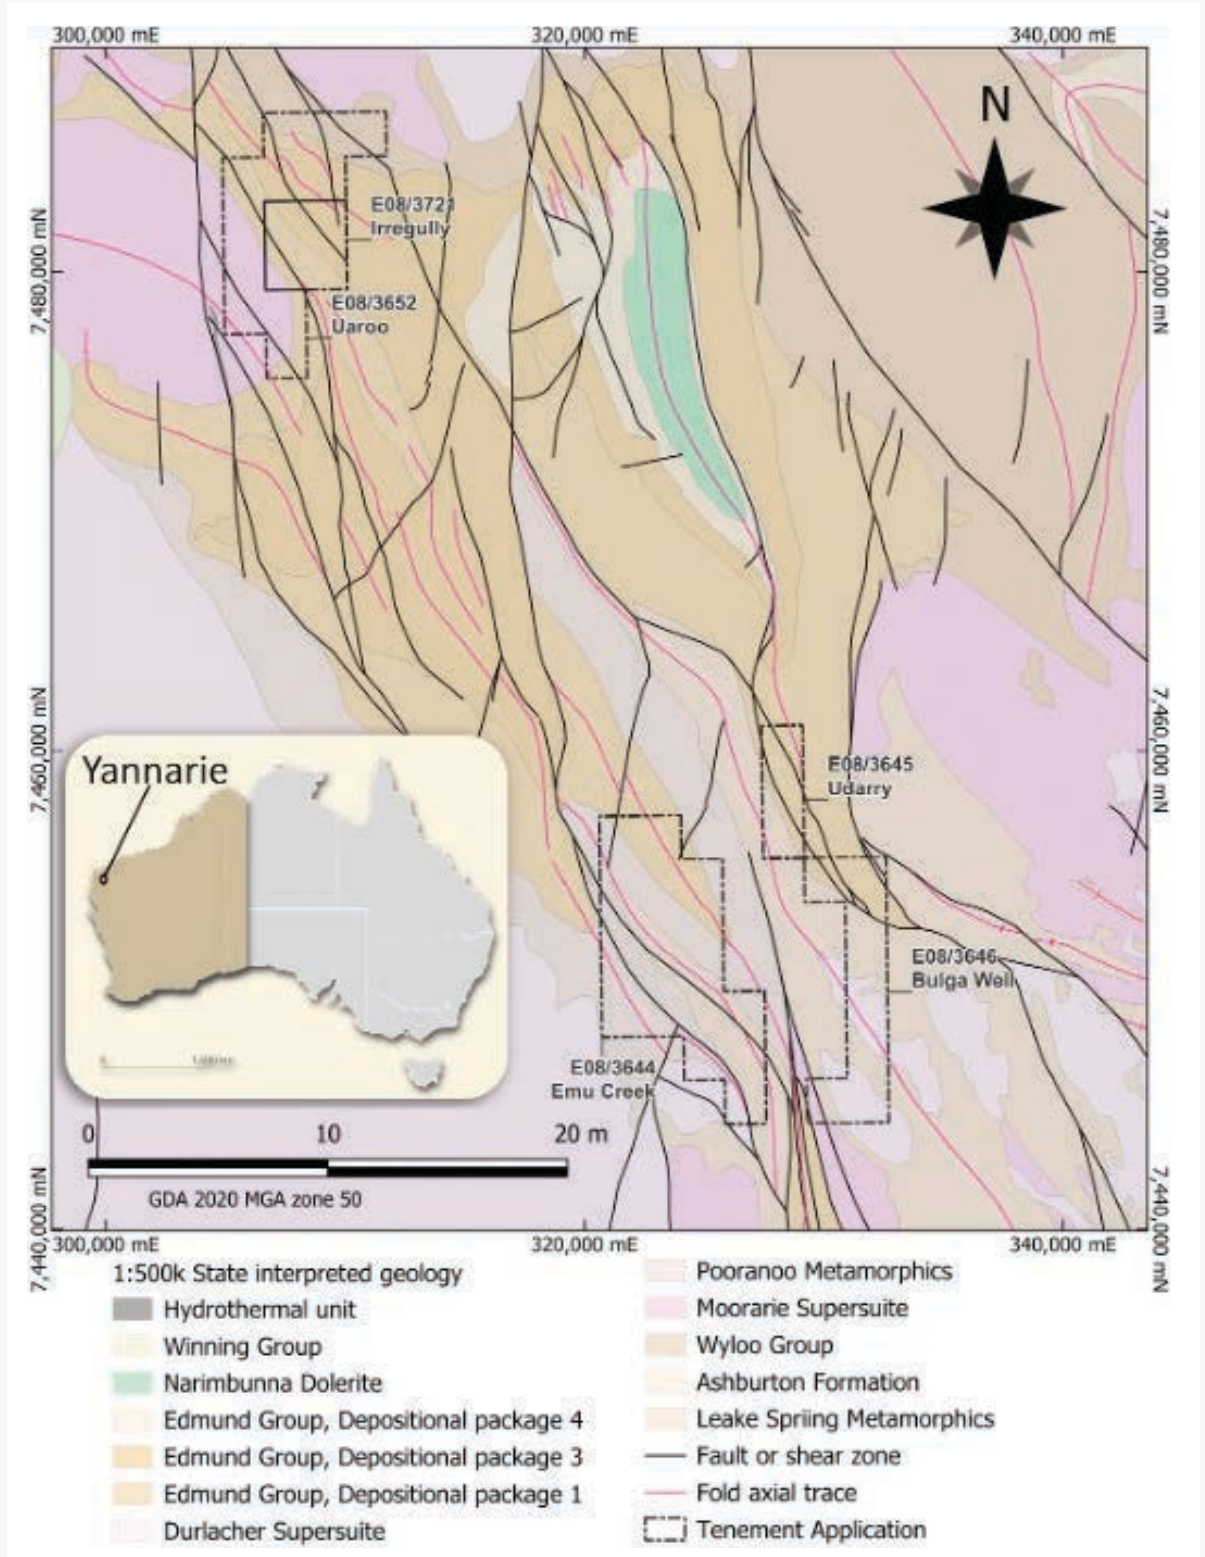 300,000 mE
320,000 mE
340,000 mE
N
7,480,000 mN
7,480,000 mN
E08/3721
Irregully
E08/3652
Uaroo
7,460,000 mN
7,460,000 mN
Yannarie
E08/3645
Udarry
E08/3646
Bulga Well
E08/3644
Emu Creek
0 10 20 m
GDA 2020 MGA zone 50
7,440,000 mN
7,440,000 mN
300,000 mE
320,000 mE
340,000 mE
1:500k State interpreted geology
Hydrothermal unit
Winning Group
Narimbunna Dolerite
Edmund Group, Depositional package 4
Edmund Group, Depositional package 3
Edmund Group, Depositional package 1
Durlacher Supersuite
Pooranoo Metamorphics
Moorarie Supersuite
Wyloo Group
Ashburton Formation
Leake Spriing Metamorphics
Fault or shear zone
Fold axial trace
Tenement Application